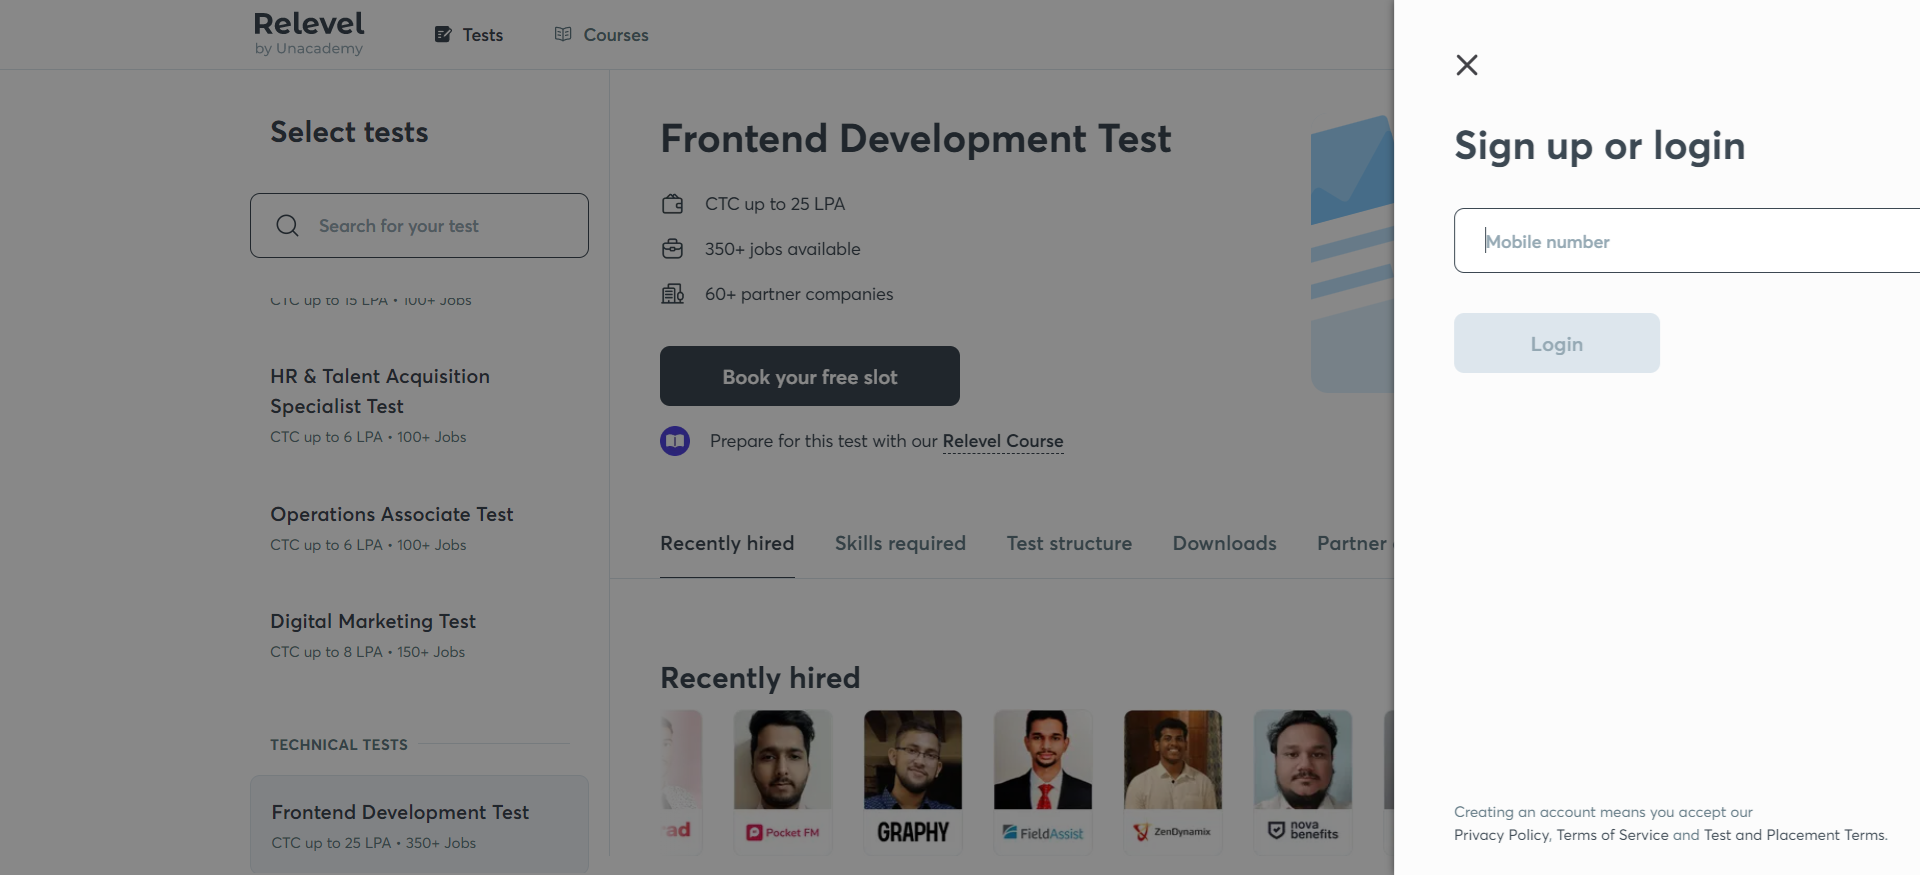 Relevel
by Unacademy
Tests
Courses
Select tests
Search for your test
CTC up to 15 LPA • 100+ Jobs
HR & Talent Acquisition
Specialist Test
CTC up to 6 LPA • 100+ Jobs
Operations Associate Test
CTC up to 6 LPA • 100+ Jobs
Digital Marketing Test
CTC up to 8 LPA • 150+ Jobs
TECHNICAL TESTS
Frontend Development Test
CTC up to 25 LPA • 350+ Jobs
Frontend Development Test
CTC up to 25 LPA
350+ jobs available
60+ partner companies
Book your free slot
Prepare for this test with our Relevel Course
Recently hired
Skills required
Test structure
Downloads
Partner
Recently hired
ad
Pocket FM
GRAPHY
FieldAssist
ZenDynamix
nova
benefits
Sign up or login
Mobile number
Login
Creating an account means you accept our
Privacy Policy, Terms of Service and Test and Placement Terms.